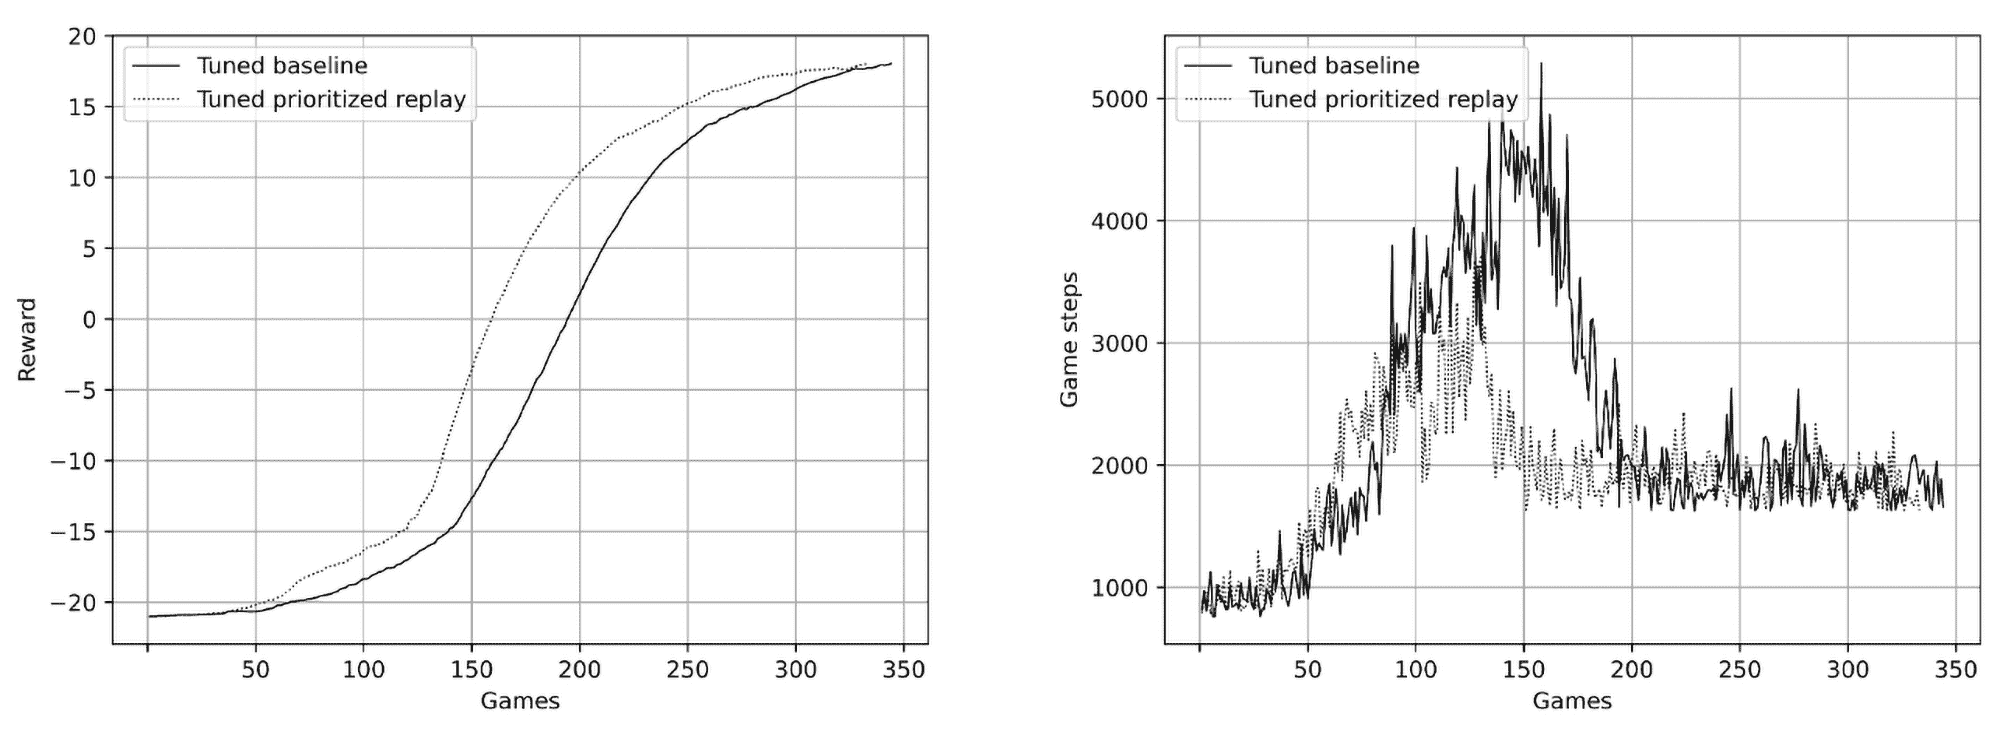 20
15
10
5
0
−5
−10
−15
−20
Reward
Tuned baseline
Tuned prioritized replay
50 100 150 200 250 300 350
Games
5000
4000
3000
2000
1000
Game steps
Tuned baseline
Tuned prioritized replay
50 100 150 200 250 300 350
Games